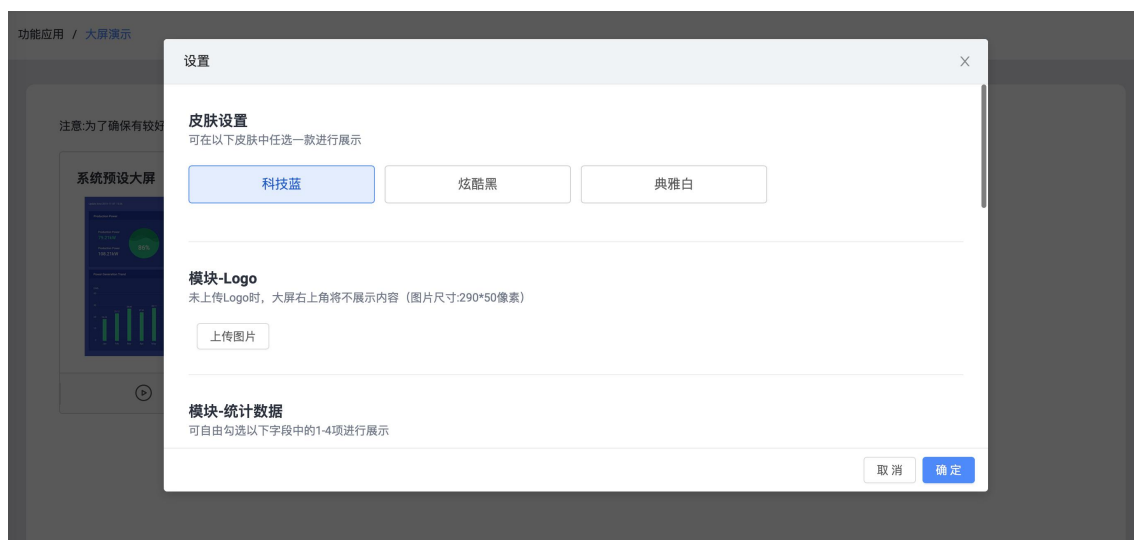 功能应用 / 大屏演示
设置
注意:为了确保有较好
皮肤设置
可在以下皮肤中任选一款进行展示
系统预设大屏
科技蓝
炫酷黑
典雅白
模块-Logo
未上传Logo时，大屏右上角将不展示内容（图片尺寸:290*50像素）
上传图片
模块-统计数据
可自由勾选以下字段中的1-4项进行展示
取消
确定